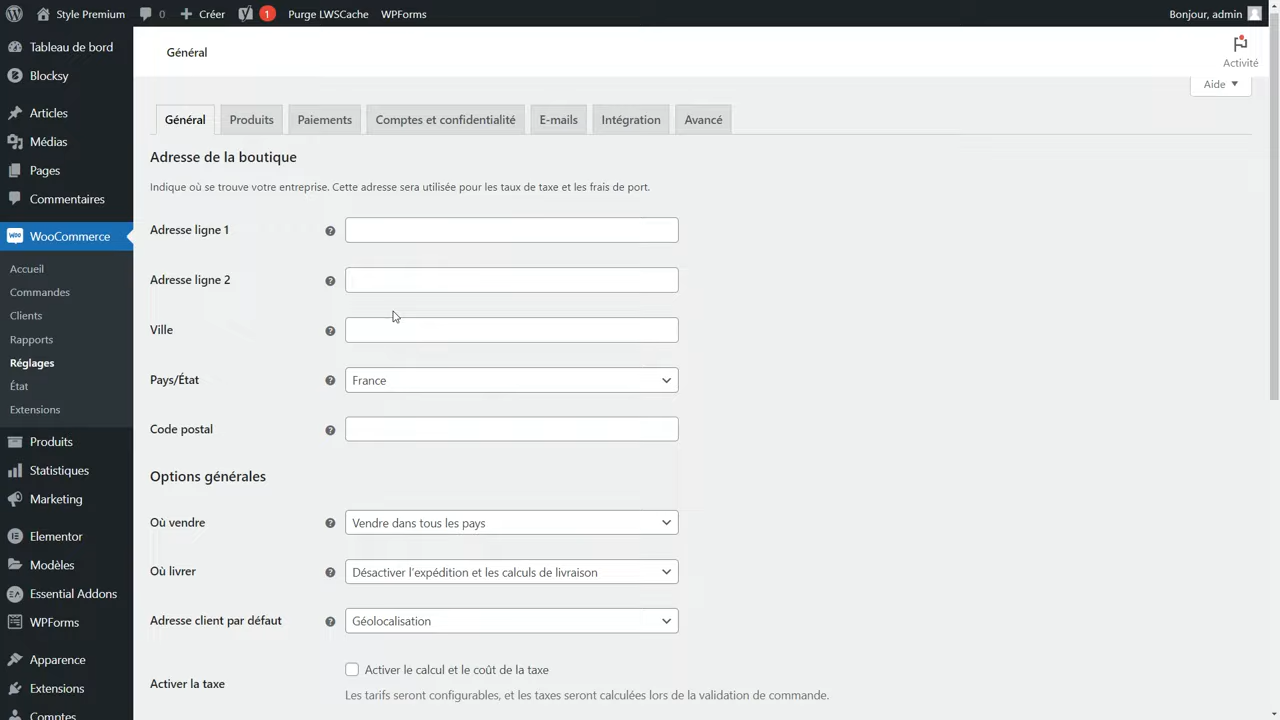 Style Premium
0
Créer
1
Purge LWSCache
WPForms
Bonjour, admin
Tableau de bord
Blocksy
Articles
Médias
Pages
Commentaires
WooCommerce
Accueil
Commandes
Clients
Rapports
Réglages
État
Extensions
Produits
Statistiques
Marketing
Elementor
Modèles
Essential Addons
WPForms
Apparence
Extensions
Comptes
Général
Activité
Aide
Général
Produits
Paiements
Comptes et confidentialité
E-mails
Intégration
Avancé
Adresse de la boutique
Indique où se trouve votre entreprise. Cette adresse sera utilisée pour les taux de taxe et les frais de port.
Adresse ligne 1
Adresse ligne 2
Ville
Pays/État
France
Code postal
Options générales
Où vendre
Vendre dans tous les pays
Où livrer
Désactiver l'expédition et les calculs de livraison
Adresse client par défaut
Géolocalisation
Activer la taxe
Activer le calcul et le coût de la taxe
Les tarifs seront configurables, et les taxes seront calculées lors de la validation de commande.